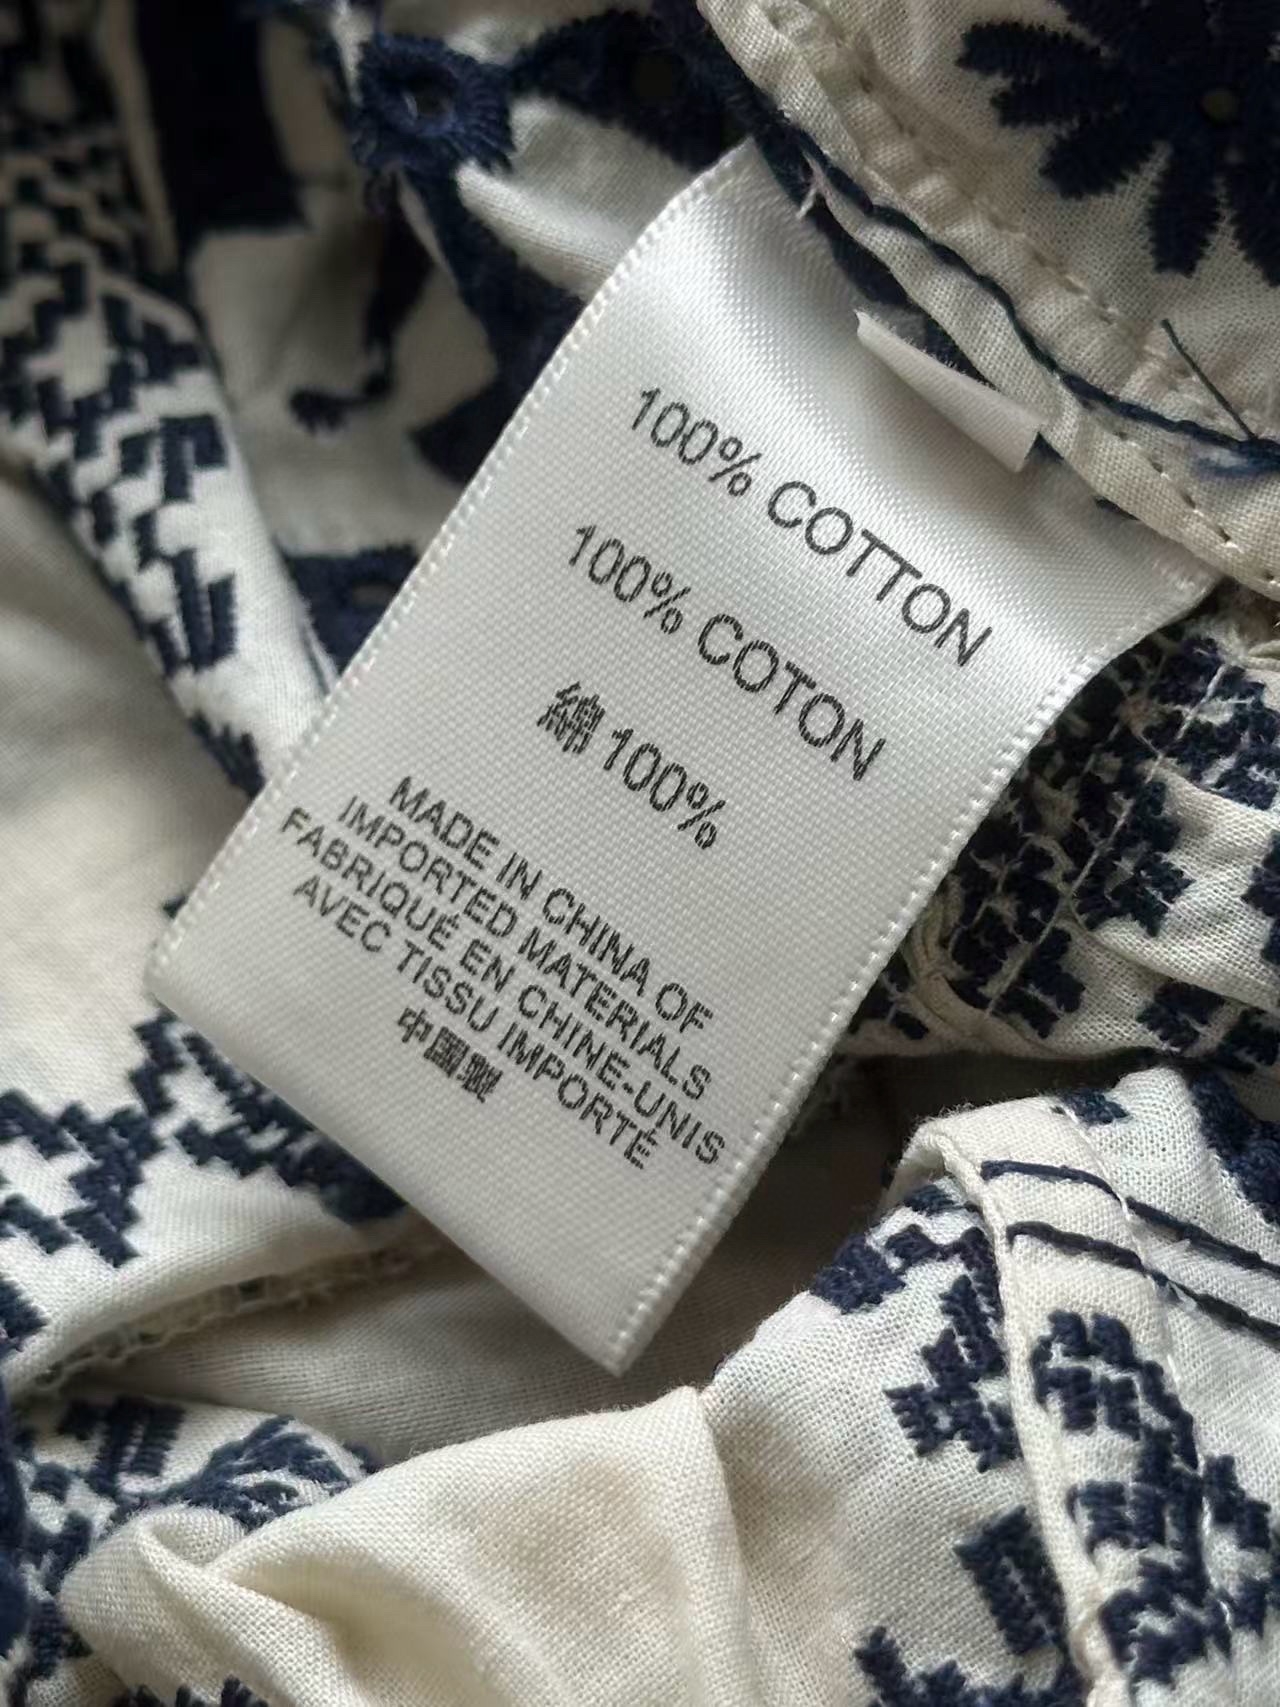 100% COTTON
100% COTON
綿 100%
MADE IN CHINA OF
IMPORTED MATERIALS
FABRIQUÉ EN CHINE-UNIS
AVEC TISSU IMPORTÉ
中国製